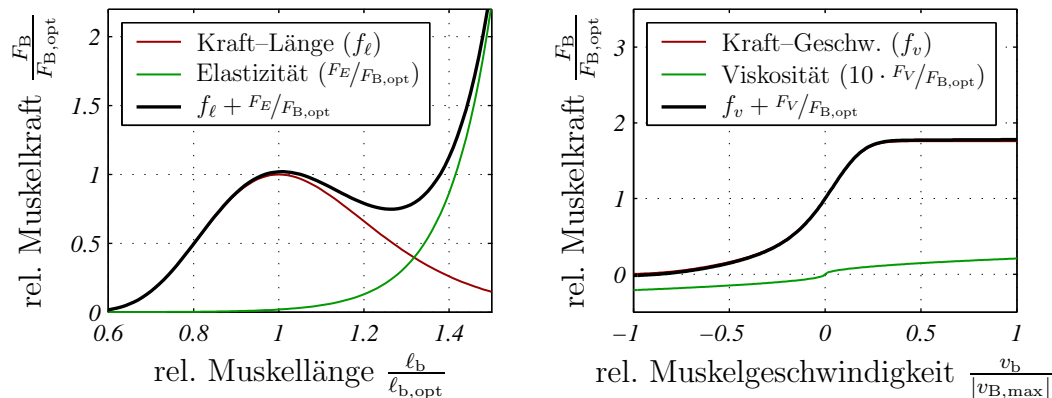 rel. Muskelkraft F_B/F_B,opt
2
1.5
1
0.5
0
0.6
0.8
1
1.2
1.4
Kraft–Länge (f_ℓ)
Elastizität (F_E/F_B,opt)
f_ℓ + F_E/F_B,opt
rel. Muskellänge ℓ_b/ℓ_b,opt
rel. Muskelkraft F_B/F_B,opt
3
2
1
0
−1
−0.5
0
0.5
1
Kraft–Geschw. (f_v)
Viskosität (10 · F_V/F_B,opt)
f_v + F_V/F_B,opt
rel. Muskelgeschwindigkeit v_b/|v_B,max|